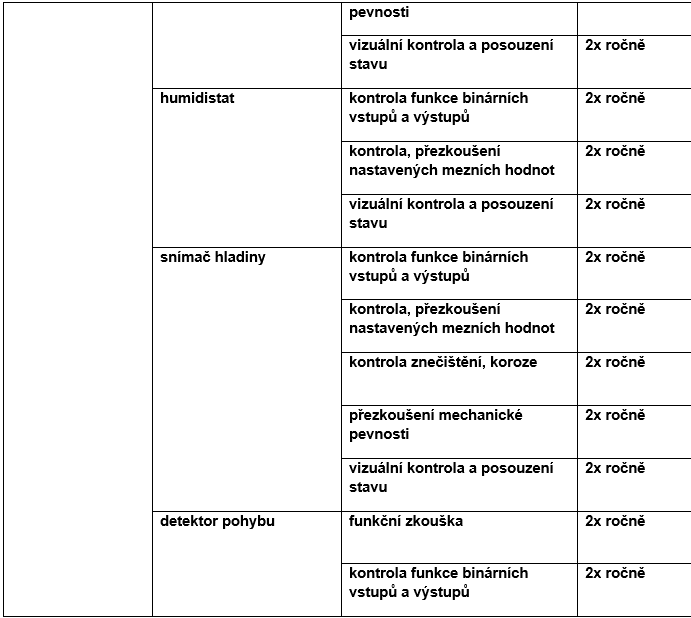 pevnosti
vizuální kontrola a posouzení 2x ročně
stavu
humidistat kontrola funkce binárních 2x ročně
vstupů a výstupů
kontrola, přezkoušení 2x ročně
nastavených mezních hodnot
vizuální kontrola a posouzení 2x ročně
stavu
snímač hladiny kontrola funkce binárních 2x ročně
vstupů a výstupů
kontrola, přezkoušení 2x ročně
nastavených mezních hodnot
kontrola znečištění, koroze 2x ročně
přezkoušení mechanické 2x ročně
pevnosti
vizuální kontrola a posouzení 2x ročně
stavu
detektor pohybu funkční zkouška 2x ročně
kontrola funkce binárních 2x ročně
vstupů a výstupů